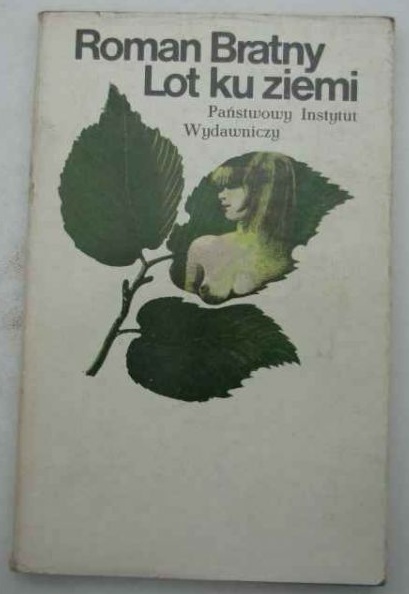 Roman Bratny
Lot ku ziemi
Państwowy Instytut
Wydawniczy